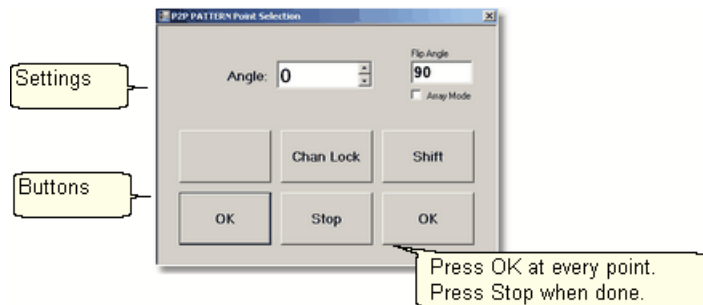 P2P PATTERN Point Selection
Settings
Angle: 0
Flip Angle
90
Array Mode
Chan Lock
Shift
Buttons
OK
Stop
OK
Press OK at every point.
Press Stop when done.